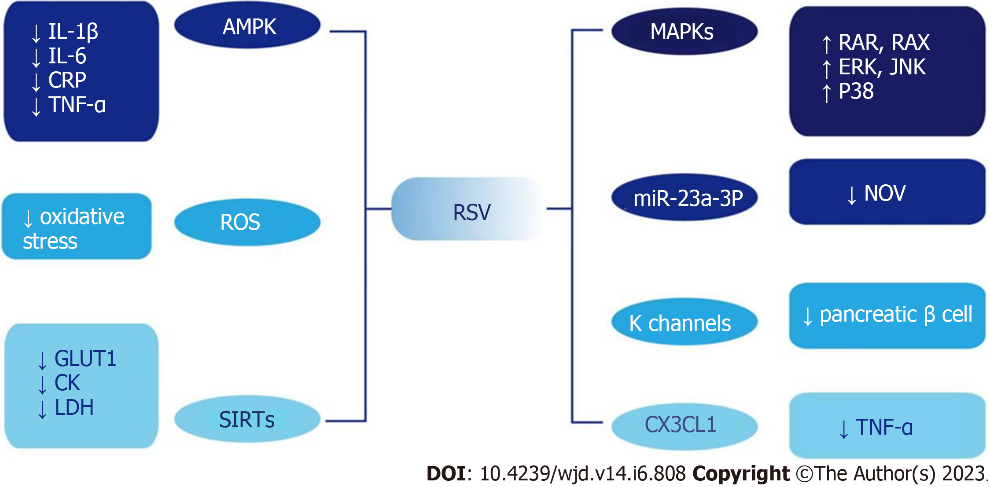 ↓ IL-1β
↓ IL-6
↓ CRP
↓ TNF-ɑ
AMPK
↓ oxidative
stress
ROS
↓ GLUT1
↓ CK
↓ LDH
SIRTs
RSV
MAPKs
↑ RAR, RAX
↑ ERK, JNK
↑ P38
miR-23a-3P
↓ NOV
K channels
↓ pancreatic β cell
CX3CL1
↓ TNF-ɑ
DOI: 10.4239/wjd.v14.i6.808 Copyright ©The Author(s) 2023.